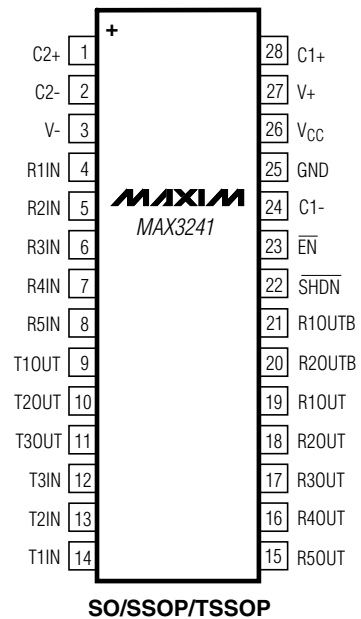 +
C2+ 1 28 C1+
C2- 2 27 V+
V- 3 26 VCC
R1IN 4 25 GND
R2IN 5 24 C1-
MAXIM
MAX3241
R3IN 6 23 E̅N̅
R4IN 7 22 S̅H̅D̅N̅
R5IN 8 21 R1OUTB
T1OUT 9 20 R2OUTB
T2OUT 10 19 R1OUT
T3OUT 11 18 R2OUT
T3IN 12 17 R3OUT
T2IN 13 16 R4OUT
T1IN 14 15 R5OUT
SO/SSOP/TSSOP